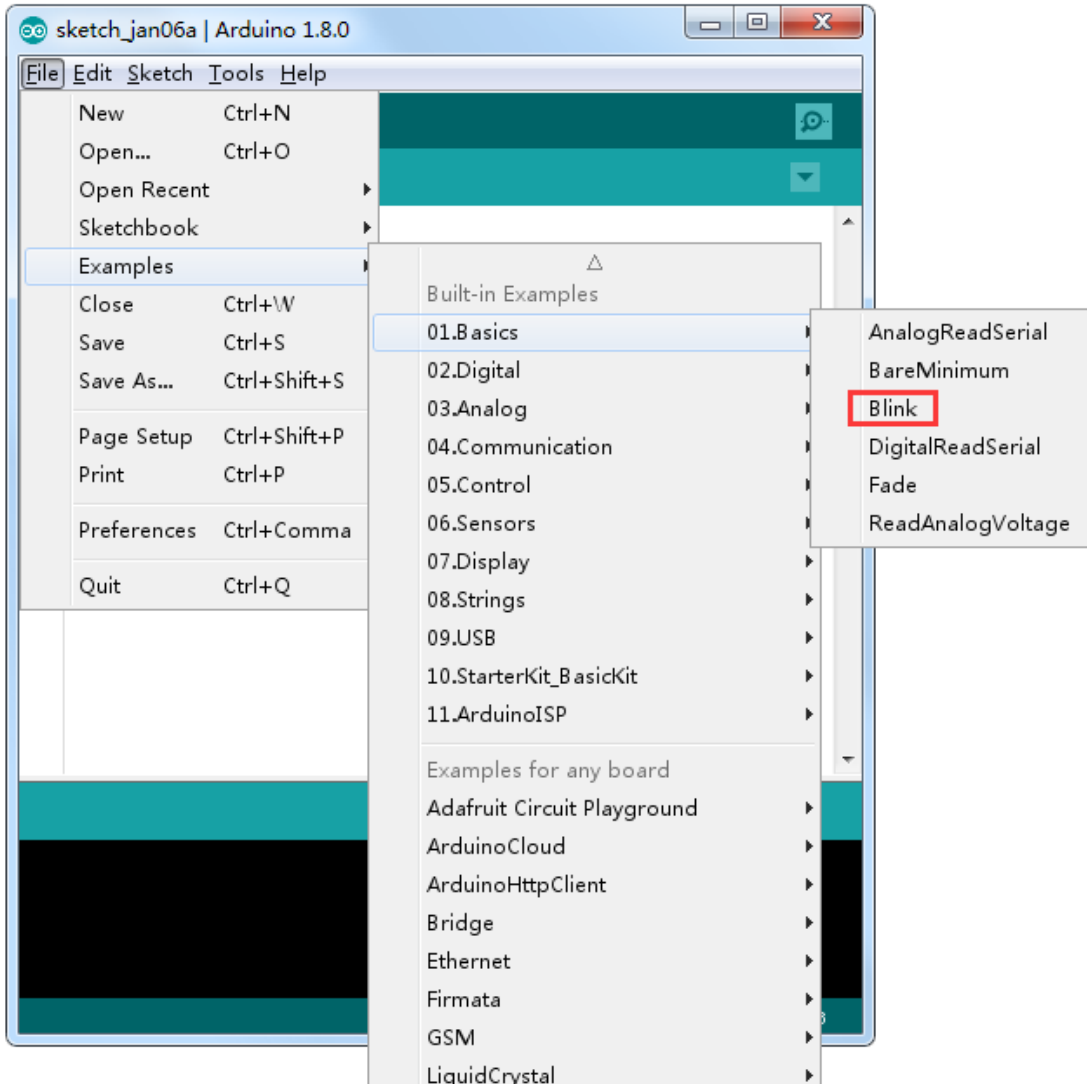 sketch_jan06a | Arduino 1.8.0
File Edit Sketch Tools Help
New Ctrl+N
Open... Ctrl+O
Open Recent
Sketchbook
Examples
Close Ctrl+W
Save Ctrl+S
Save As... Ctrl+Shift+S
Page Setup Ctrl+Shift+P
Print Ctrl+P
Preferences Ctrl+Comma
Quit Ctrl+Q
Built-in Examples
01.Basics
02.Digital
03.Analog
04.Communication
05.Control
06.Sensors
07.Display
08.Strings
09.USB
10.StarterKit_BasicKit
11.ArduinoISP
Examples for any board
Adafruit Circuit Playground
ArduinoCloud
ArduinoHttpClient
Bridge
Ethernet
Firmata
GSM
LiquidCrystal
AnalogReadSerial
BareMinimum
Blink
DigitalReadSerial
Fade
ReadAnalogVoltage